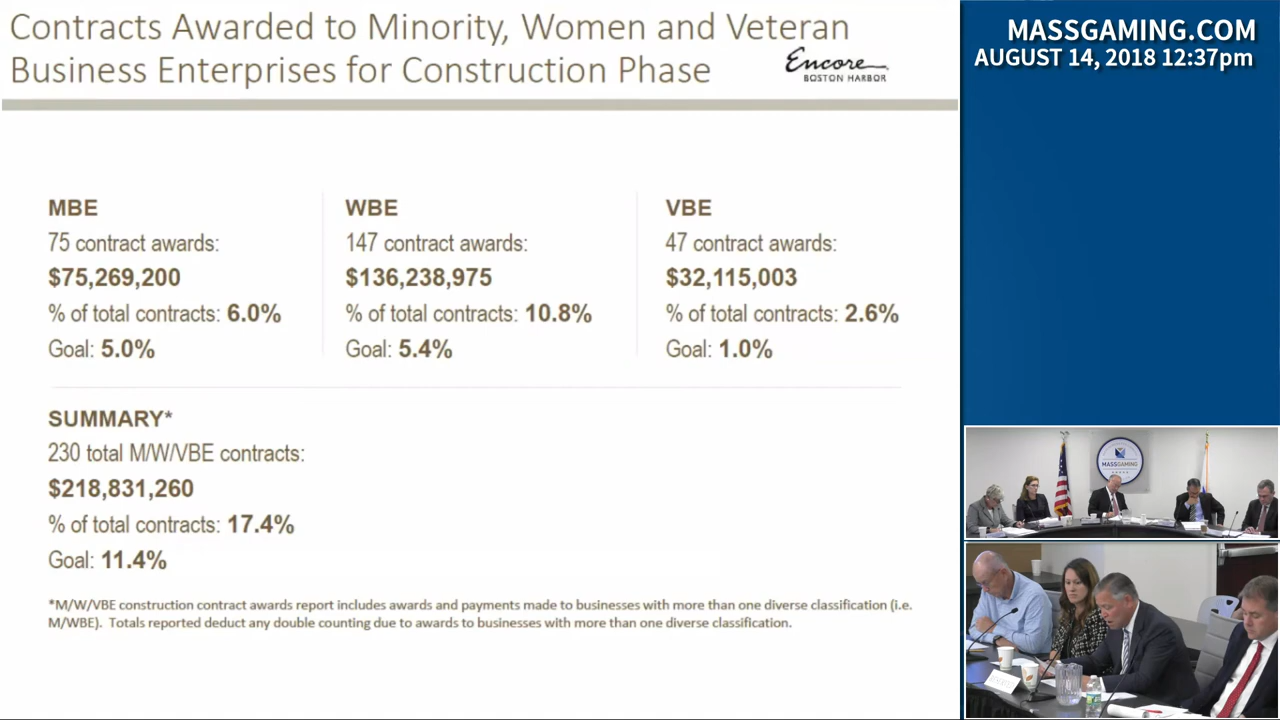 Contracts Awarded to Minority, Women and Veteran
Business Enterprises for Construction Phase
Encore
BOSTON HARBOR
MASSGAMING.COM
AUGUST 14, 2018 12:37pm
MBE
75 contract awards:
$75,269,200
% of total contracts: 6.0%
Goal: 5.0%
WBE
147 contract awards:
$136,238,975
% of total contracts: 10.8%
Goal: 5.4%
VBE
47 contract awards:
$32,115,003
% of total contracts: 2.6%
Goal: 1.0%
SUMMARY*
230 total M/W/VBE contracts:
$218,831,260
% of total contracts: 17.4%
Goal: 11.4%
*M/W/VBE construction contract awards report includes awards and payments made to businesses with more than one diverse classification (i.e.
M/WBE). Totals reported deduct any double counting due to awards to businesses with more than one diverse classification.
MASSGAMING